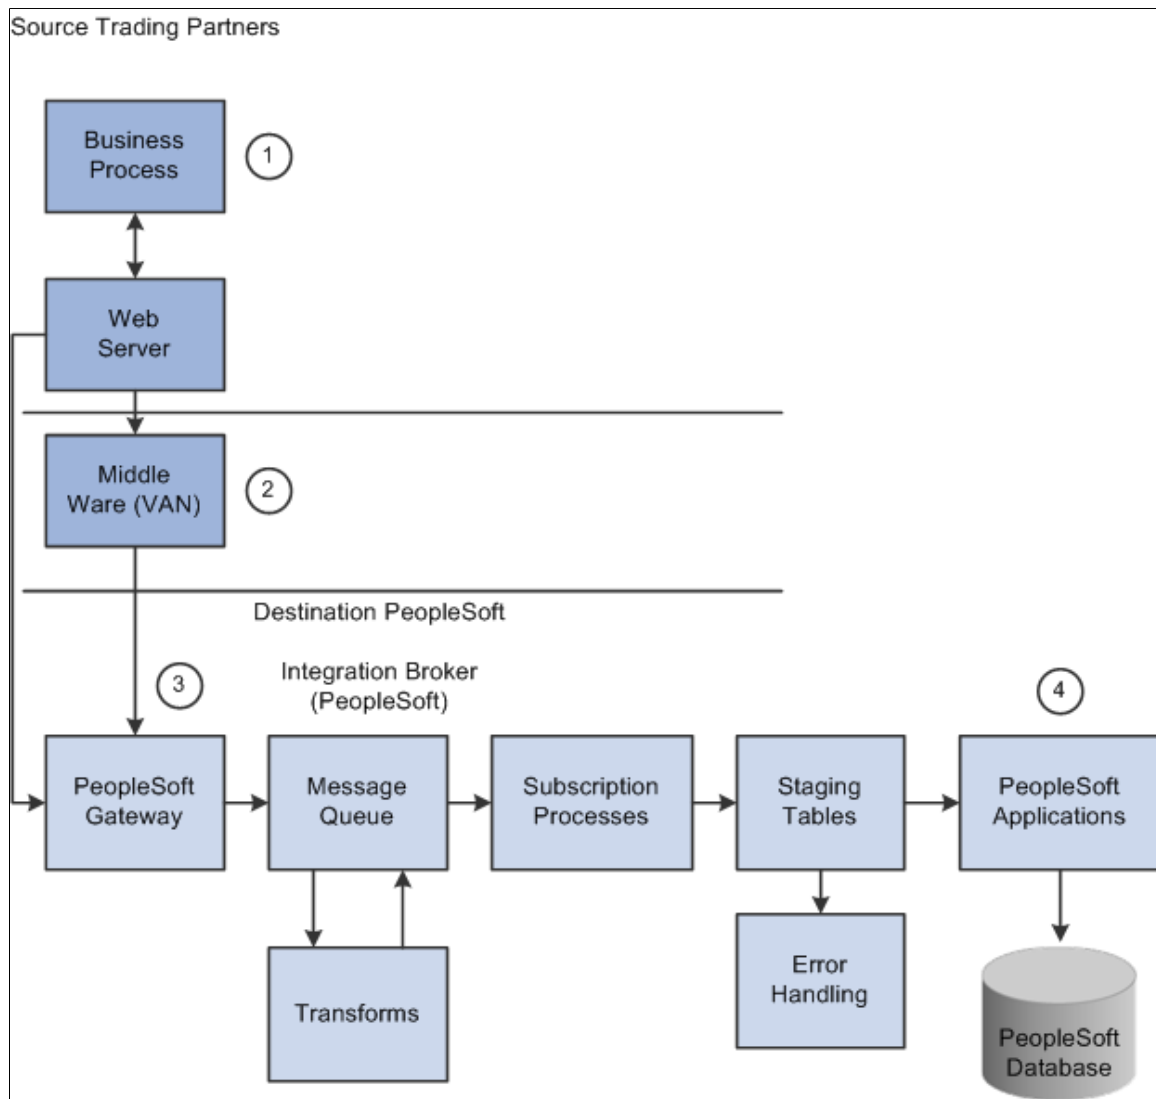 Source Trading Partners
Business
Process
1
Web
Server
Middle
Ware (VAN)
2
Destination PeopleSoft
Integration Broker
(PeopleSoft)
3
4
PeopleSoft
Gateway
Message
Queue
Subscription
Processes
Staging
Tables
PeopleSoft
Applications
Transforms
Error
Handling
PeopleSoft
Database